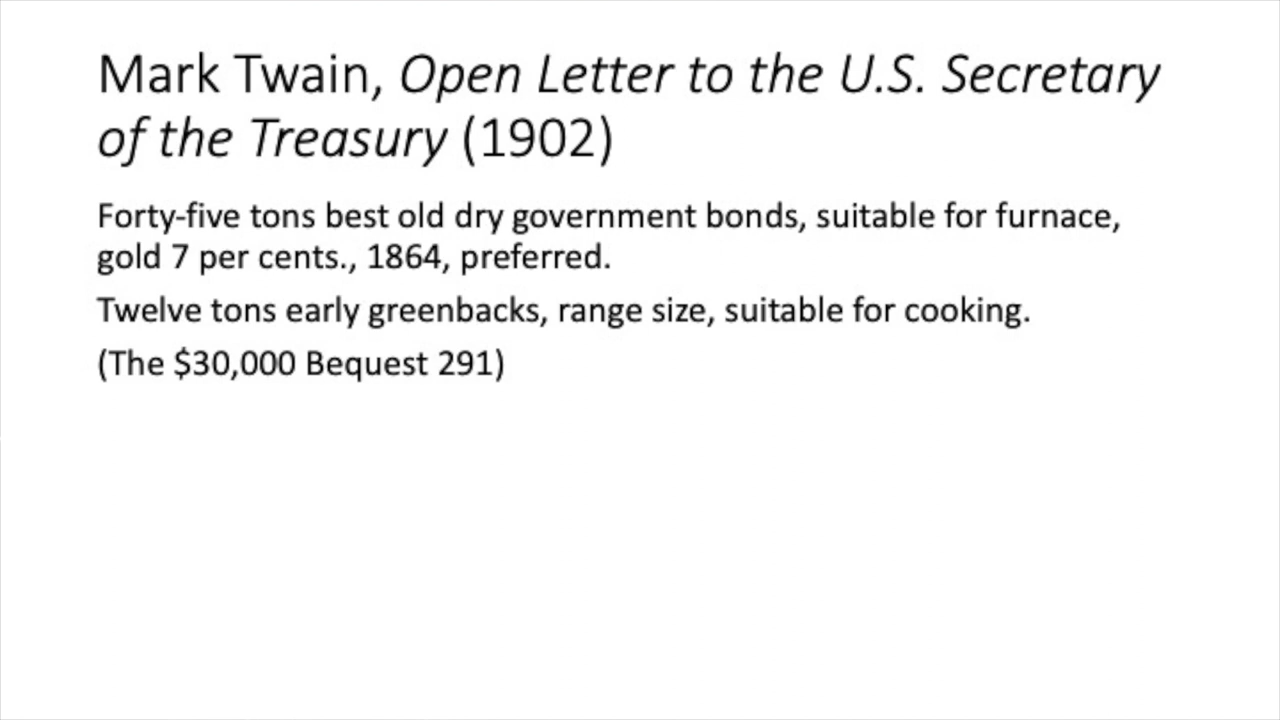 Mark Twain, Open Letter to the U.S. Secretary
of the Treasury (1902)
Forty-five tons best old dry government bonds, suitable for furnace,
gold 7 per cents., 1864, preferred.
Twelve tons early greenbacks, range size, suitable for cooking.
(The $30,000 Bequest 291)